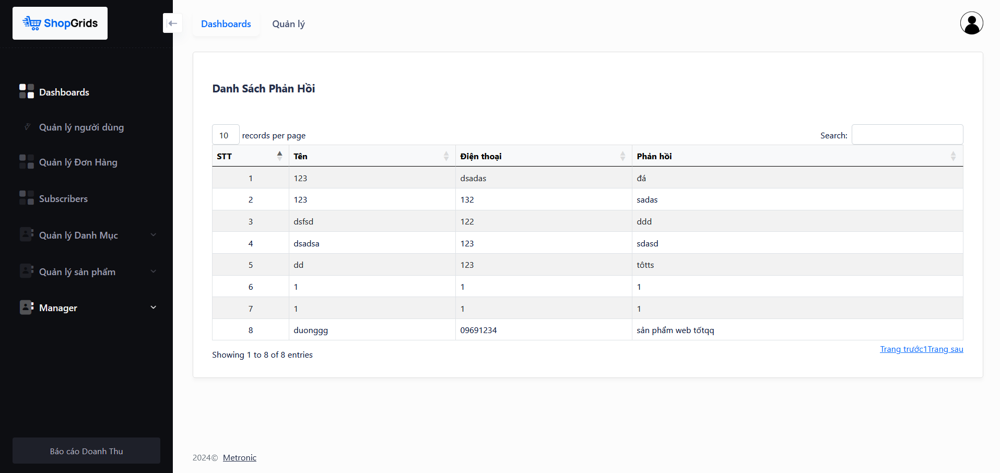 ShopGrids
Dashboards
Quản lý
Dashboards
Quản lý người dùng
Quản lý Đơn Hàng
Subscribers
Quản lý Danh Mục
Quản lý sản phẩm
Manager
Báo cáo Doanh Thu
Danh Sách Phản Hồi
10 records per page
Search:
STT Tên Điện thoại Phản hồi
1 123 dsadas đá
2 123 132 sadas
3 dsfsd 122 ddd
4 dsadsa 123 sdasd
5 dd 123 tôtts
6 1 1 1
7 1 1 1
8 duonggg 09691234 sản phẩm web tốtqq
Showing 1 to 8 of 8 entries
Trang trước1Trang sau
2024© Metronic